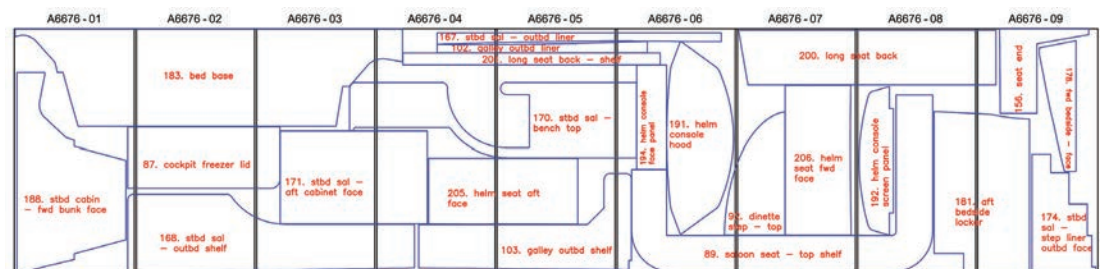 A6676 - 01
A6676 - 02
A6676 - 03
A6676 - 04
A6676 - 05
A6676 - 06
A6676 - 07
A6676 - 08
A6676 - 09
167. stbd sal - outbd liner
102. galley outbd liner
201. long seat back - shelf
183. bed base
200. long seat back
156. seat end
178. fwd bedside - face
87. cockpit freezer lid
170. stbd sal -
bench top
194. helm console
face panel
191. helm
console
hood
206. helm
seat fwd
face
192. helm console
screen panel
188. stbd cabin
- fwd bunk face
171. stbd sal -
aft cabinet face
205. helm seat aft
face
181. aft
bedside
locker
174. stbd
sal -
step liner
outbd face
168. stbd sal
- outbd shelf
103. galley outbd shelf
dinette
step - top
89. saloon seat - top shelf